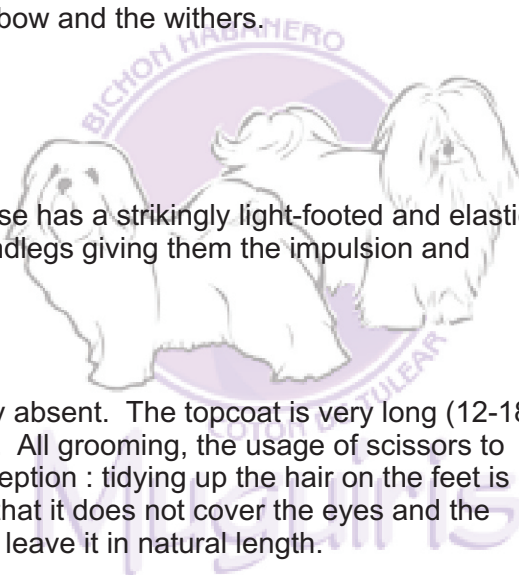 bow and the withers.
BICHON HABANERO
se has a strikingly light-footed and elastic
ndlegs giving them the impulsion and
y absent.  The topcoat is very long (12-18
COTON DE TULEAR
All grooming, the usage of scissors to
eption : tidying up the hair on the feet is
that it does not cover the eyes and the
leave it in natural length.
Muguiris